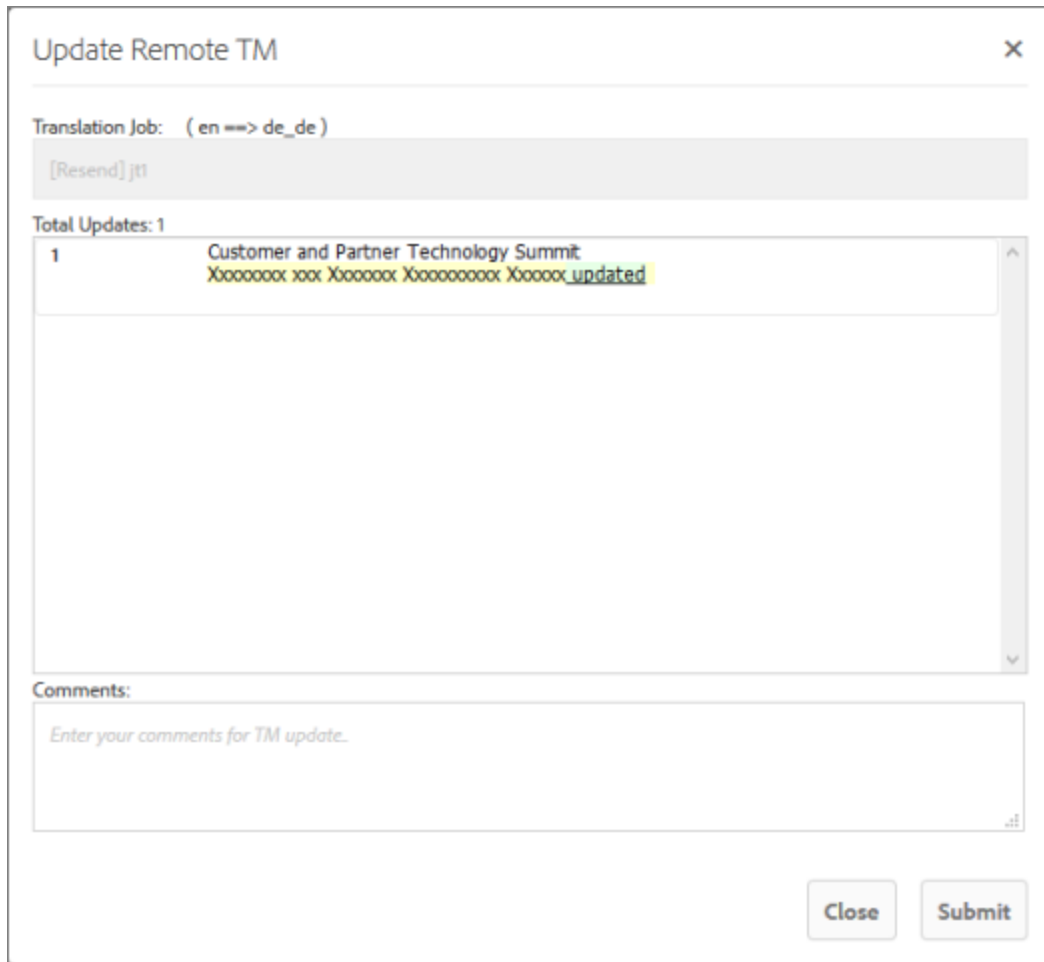 Update Remote TM ×
Translation Job: ( en ==> de_de )
[Resend] jt1
Total Updates: 1
1 Customer and Partner Technology Summit
Xxxxxxxx xxx Xxxxxxx Xxxxxxxxxx Xxxxxx updated
Comments:
Enter your comments for TM update..
Close Submit